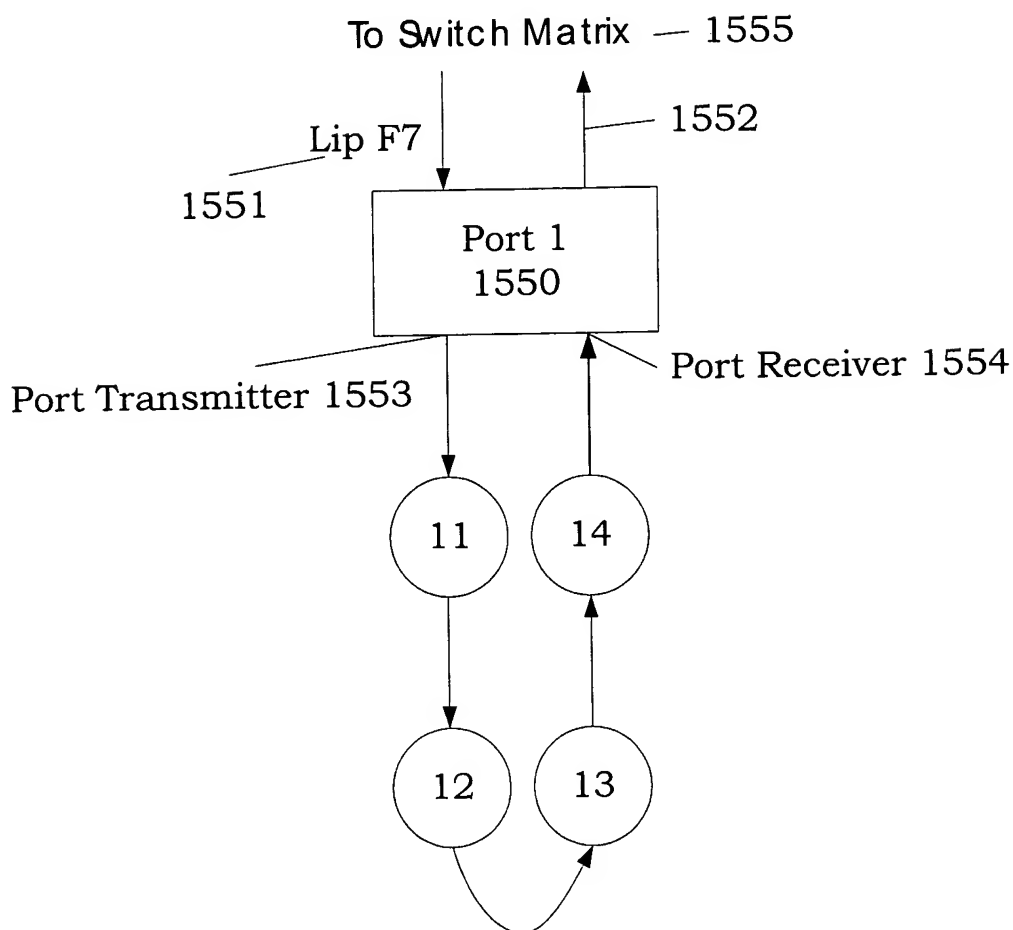 To Switch Matrix — 1555
1552
Lip F7
1551
Port 1
1550
Port Receiver 1554
Port Transmitter 1553
11
14
12
13